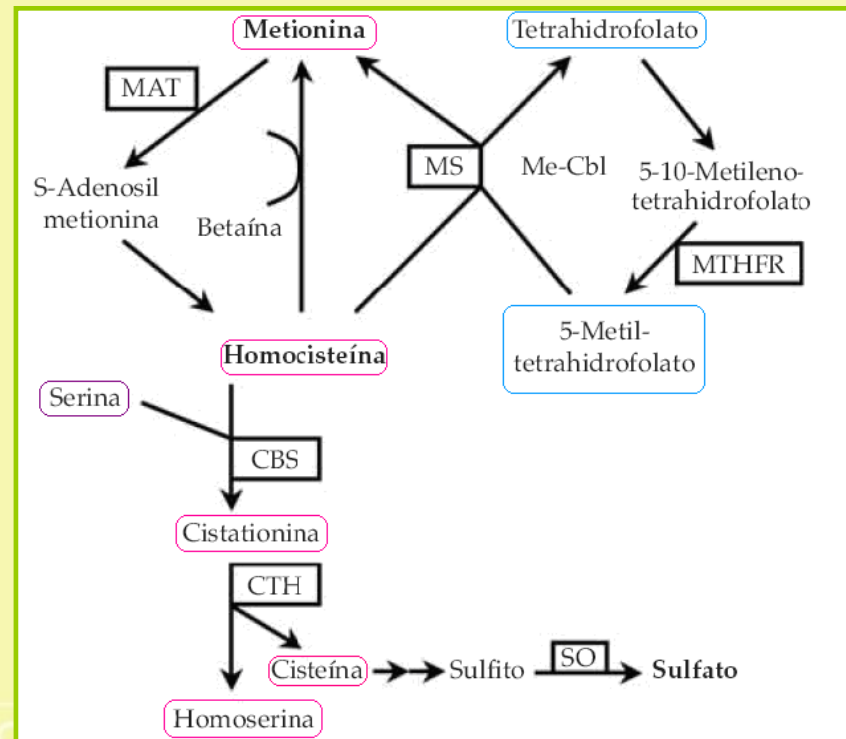 Metionina
Tetrahidrofolato
MAT
MS
Me-Cbl
5-10-Metileno-
tetrahidrofolato
S-Adenosil
metionina
Betaína
MTHFR
Homocisteína
5-Metil-
tetrahidrofolato
Serina
CBS
Cistationina
CTH
Cisteína
Sulfito
SO
Sulfato
Homoserina